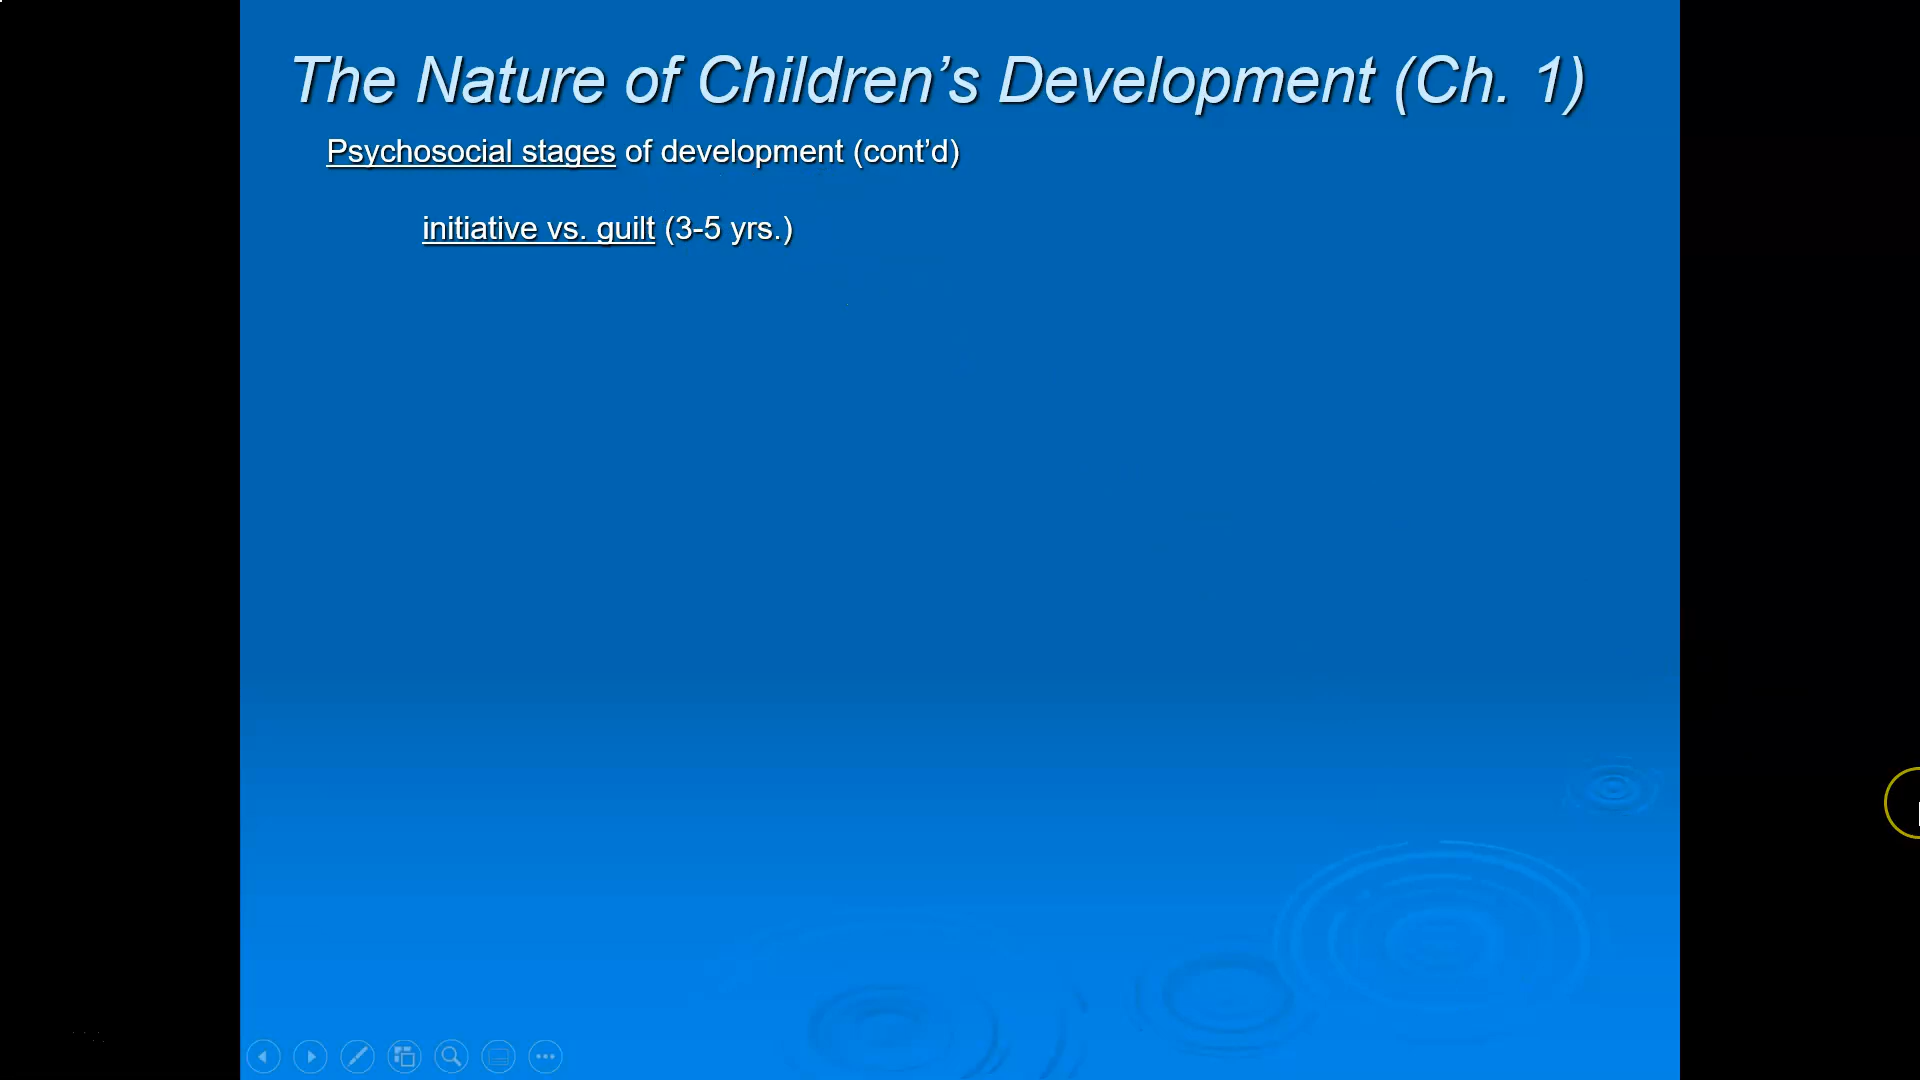 The Nature of Children’s Development (Ch. 1)
Psychosocial stages of development (cont’d)
initiative vs. guilt (3-5 yrs.)